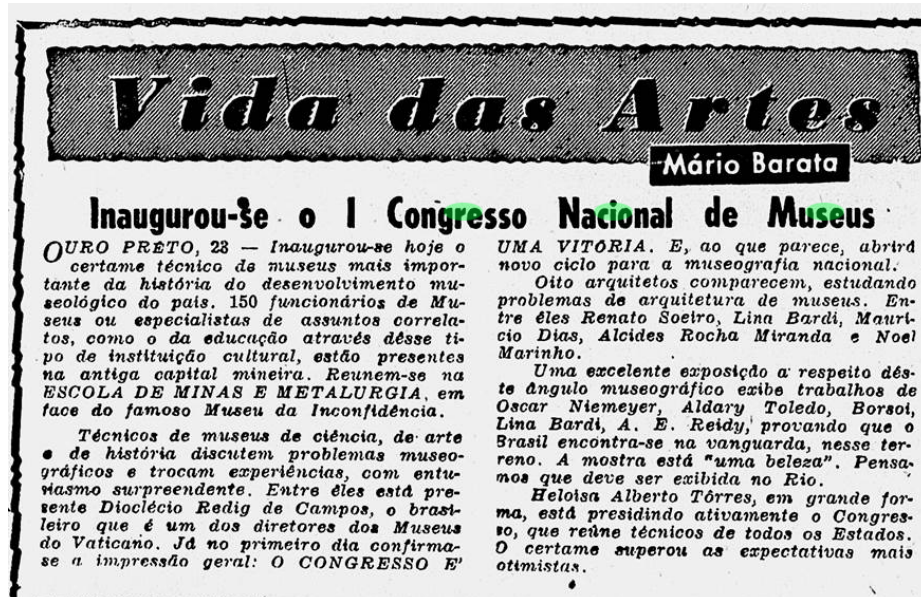 Vida das Artes
Mário Barata
Inaugurou-se o I Congresso Nacional de Museus
OURO PRÊTO, 23 — Inaugurou-se hoje o
certame técnico de museus mais impor-
tante da história do desenvolvimento mu-
seológico do país. 150 funcionários de Mu-
seus ou especialistas de assuntos correla-
tos, como o da educação através dêsse ti-
po de instituição cultural, estão presentes
na antiga capital mineira. Reunem-se na
ESCOLA DE MINAS E METALURGIA, em
face do famoso Museu da Inconfidência.
Técnicos de museus de ciência, de arte
e de história discutem problemas museo-
gráficos e trocam experiências, com entu-
siasmo surpreendente. Entre êles está pre-
sente Dioclécio Redig de Campos, o brasi-
leiro que é um dos diretores dos Museus
do Vaticano. Já no primeiro dia confirma-
se a impressão geral: O CONGRESSO E'
UMA VITÓRIA. E, ao que parece, abrirá
novo ciclo para a museografia nacional.
Oito arquitetos comparecem, estudando
problemas de arquitetura de museus. En-
tre êles Renato Soeiro, Lina Bardi, Mauri-
cio Dias, Alcides Rocha Miranda e Noel
Marinho.
Uma excelente exposição a respeito dês-
te ângulo museográfico exibe trabalhos de
Oscar Niemeyer, Aldary Toledo, Borsoi,
Lina Bardi, A. E. Reidy, provando que o
Brasil encontra-se na vanguarda, nesse ter-
reno. A mostra está "uma beleza". Pensa-
mos que deve ser exibida no Rio.
Heloisa Alberto Tôrres, em grande for-
ma, está presidindo ativamente o Congres-
so, que reúne técnicos de todos os Estados.
O certame superou as expectativas mais
otimistas.